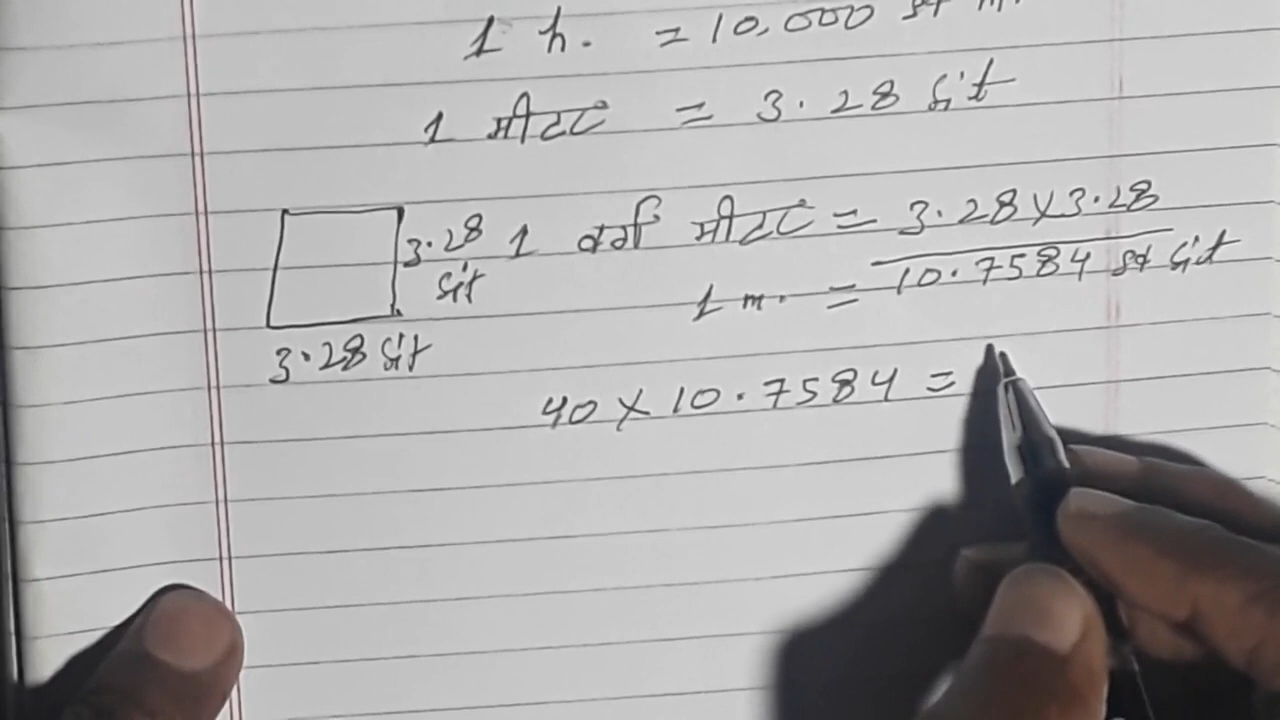 1 h. = 10,000
1 मीटर = 3.28 फिट
3.28 फिट
1 वर्ग मीटर = 3.28 X 3.28
1 m. = 10.7584 वर्ग फिट
3.28 फिट
40 X 10.7584 =